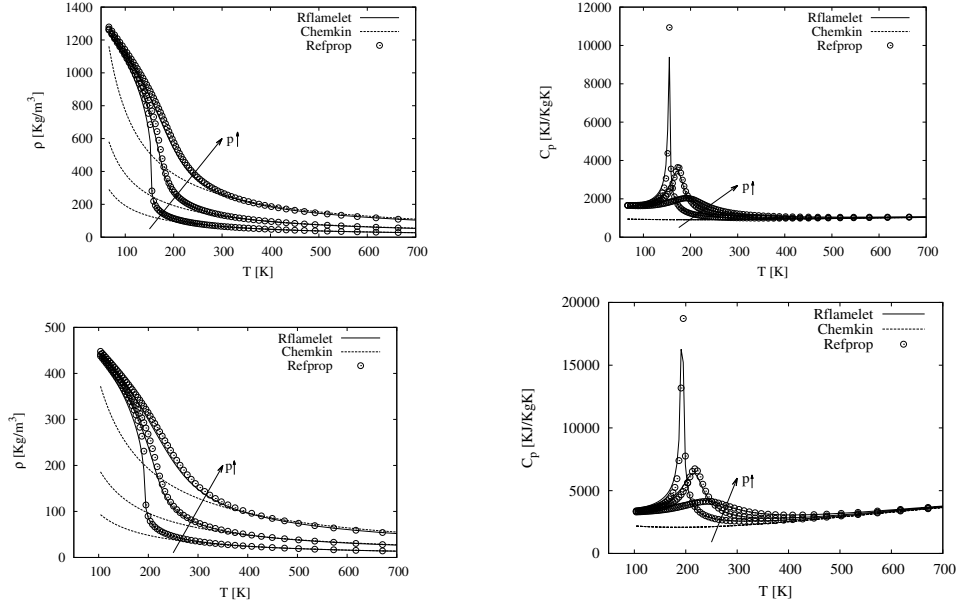 1400
1200
1000
800
600
400
200
0
ρ [Kg/m³]
100 200 300 400 500 600 700
T [K]
Rflamelet
Chemkin
Refprop
p
12000
10000
8000
6000
4000
2000
0
Cp [KJ/KgK]
100 200 300 400 500 600 700
T [K]
Rflamelet
Chemkin
Refprop
p
500
400
300
200
100
0
ρ [Kg/m³]
100 200 300 400 500 600 700
T [K]
Rflamelet
Chemkin
Refprop
p
20000
15000
10000
5000
0
Cp [KJ/KgK]
100 200 300 400 500 600 700
T [K]
Rflamelet
Chemkin
Refprop
p